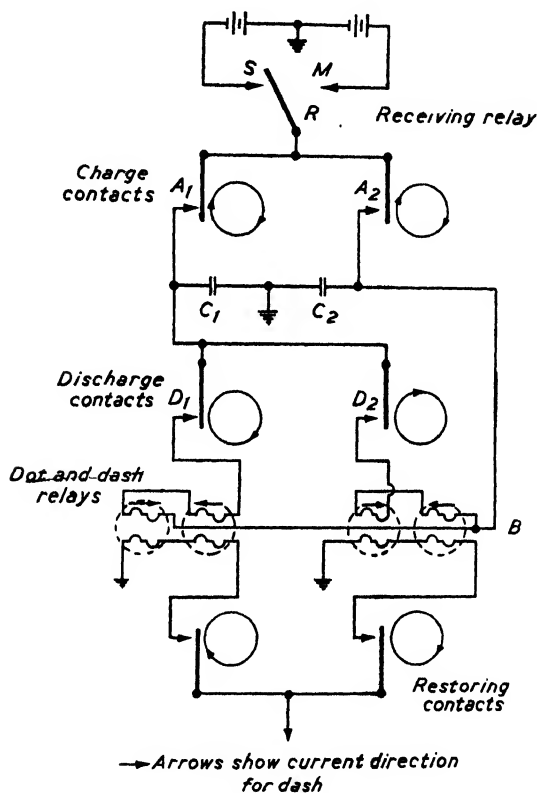 S M
R
Receiving relay
Charge
contacts
A1
A2
C1 C2
Discharge
contacts
D1
D2
Dot and dash
relays
B
Restoring
contacts
→Arrows show current direction
for dash